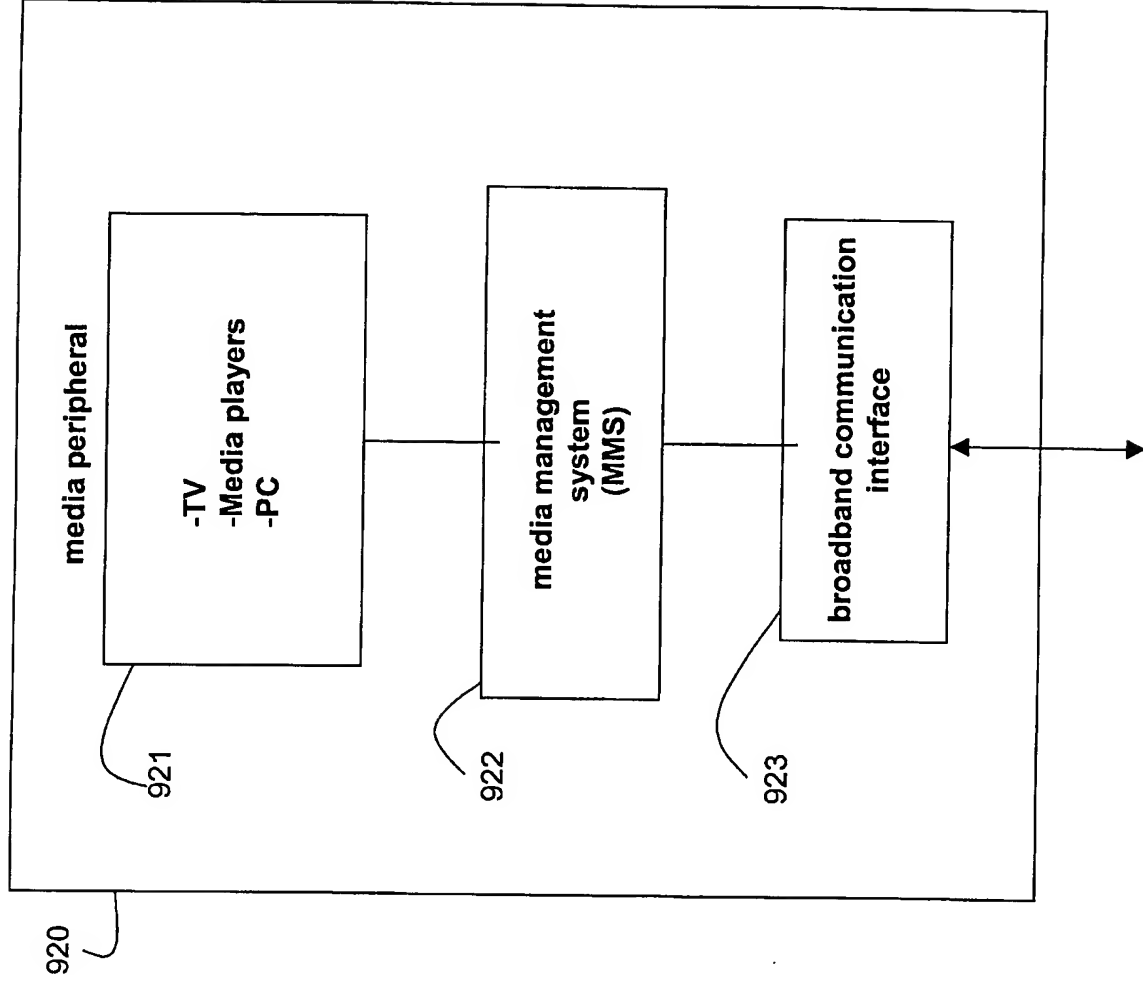 920
media peripheral
921
-TV
-Media players
-PC
922
media management
system
(MMS)
923
broadband communication
interface